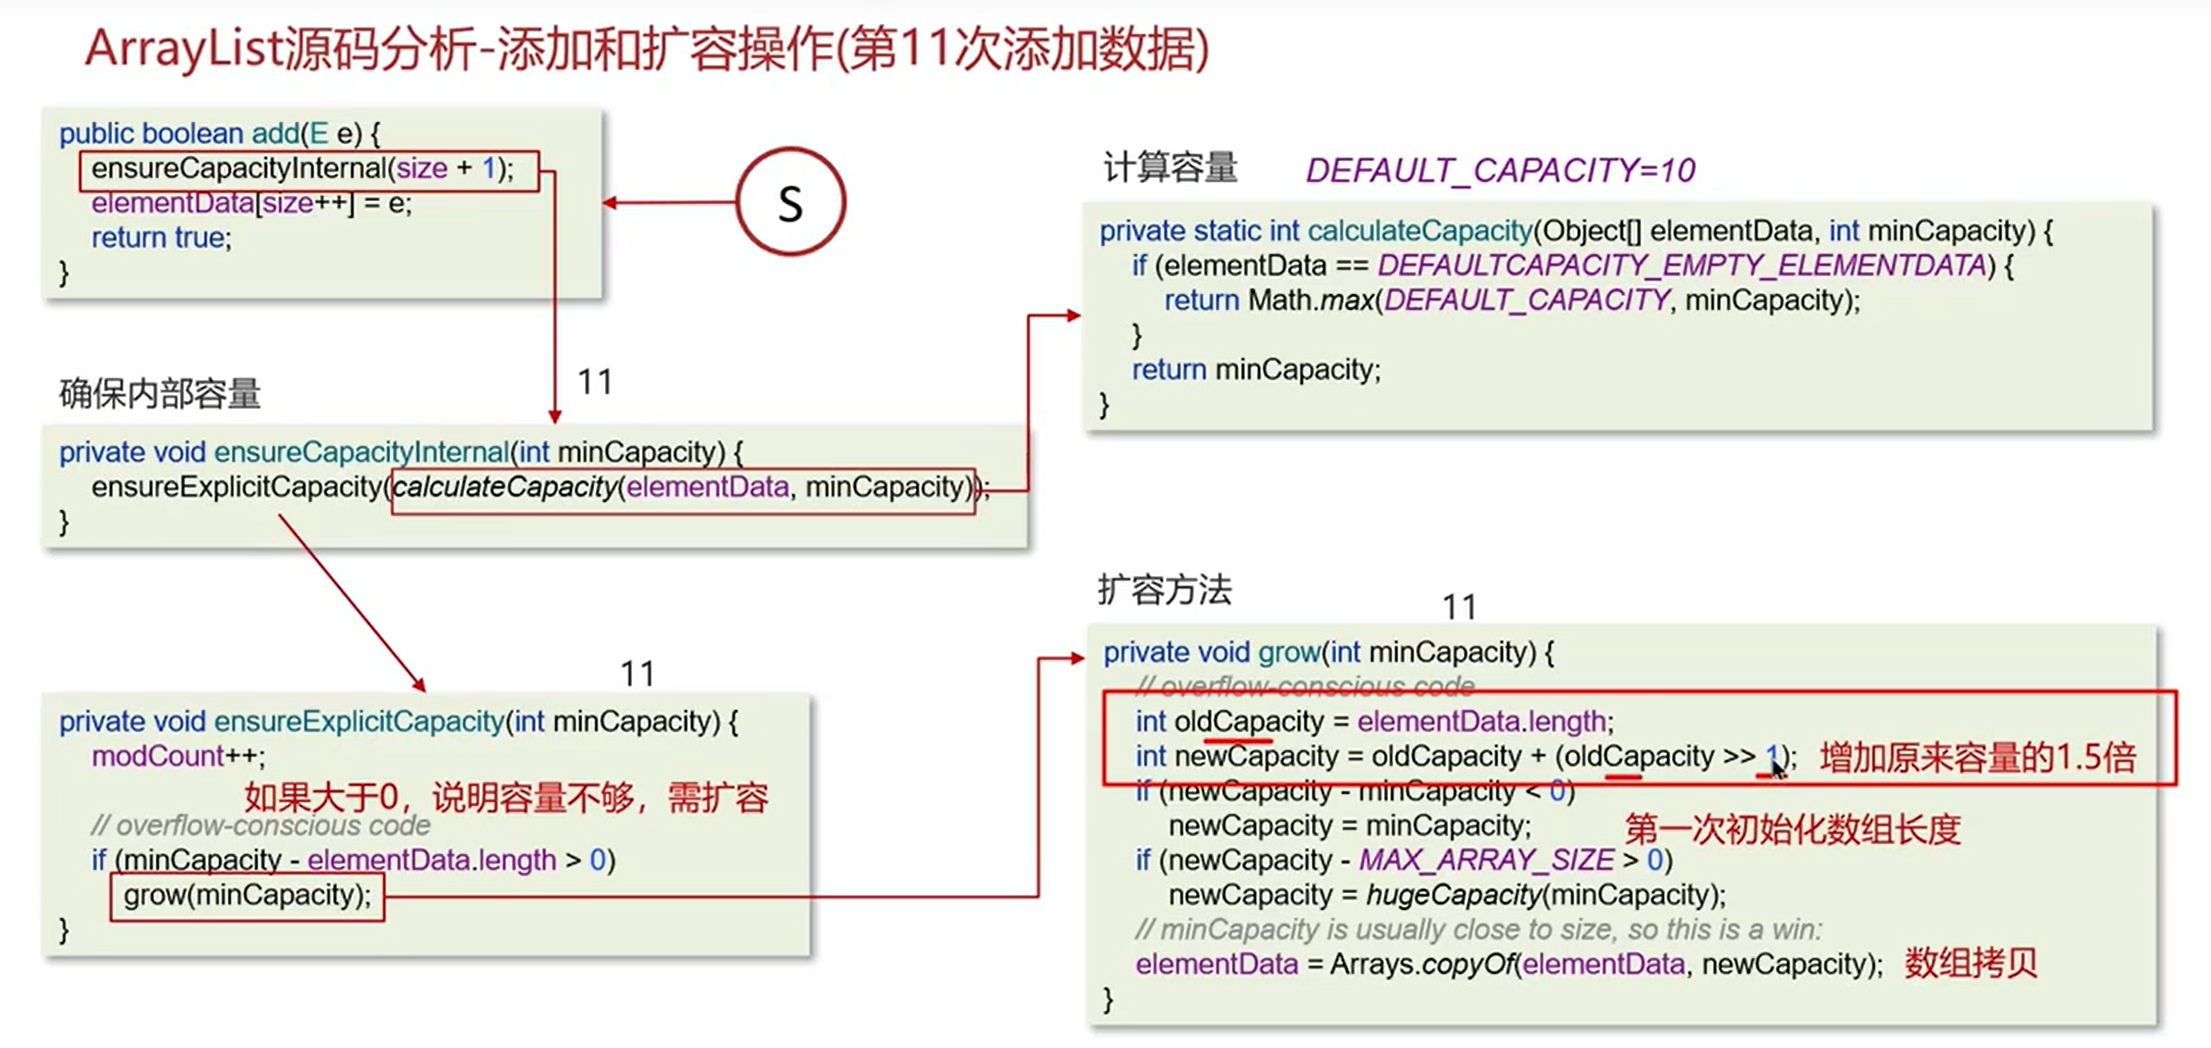 ArrayList源码分析-添加和扩容操作(第11次添加数据)
public boolean add(E e) {
ensureCapacityInternal(size + 1);
elementData[size++] = e;
return true;
}
S
计算容量 DEFAULT_CAPACITY=10
private static int calculateCapacity(Object[] elementData, int minCapacity) {
if (elementData == DEFAULTCAPACITY_EMPTY_ELEMENTDATA) {
return Math.max(DEFAULT_CAPACITY, minCapacity);
}
return minCapacity;
}
11
确保内部容量
private void ensureCapacityInternal(int minCapacity) {
ensureExplicitCapacity(calculateCapacity(elementData, minCapacity));
}
11
private void ensureExplicitCapacity(int minCapacity) {
modCount++;
如果大于0，说明容量不够，需扩容
// overflow-conscious code
if (minCapacity - elementData.length > 0)
grow(minCapacity);
}
扩容方法
11
private void grow(int minCapacity) {
// overflow-conscious code
int oldCapacity = elementData.length;
int newCapacity = oldCapacity + (oldCapacity >> 1); 增加原来容量的1.5倍
if (newCapacity - minCapacity < 0)
newCapacity = minCapacity; 第一次初始化数组长度
if (newCapacity - MAX_ARRAY_SIZE > 0)
newCapacity = hugeCapacity(minCapacity);
// minCapacity is usually close to size, so this is a win:
elementData = Arrays.copyOf(elementData, newCapacity); 数组拷贝
}